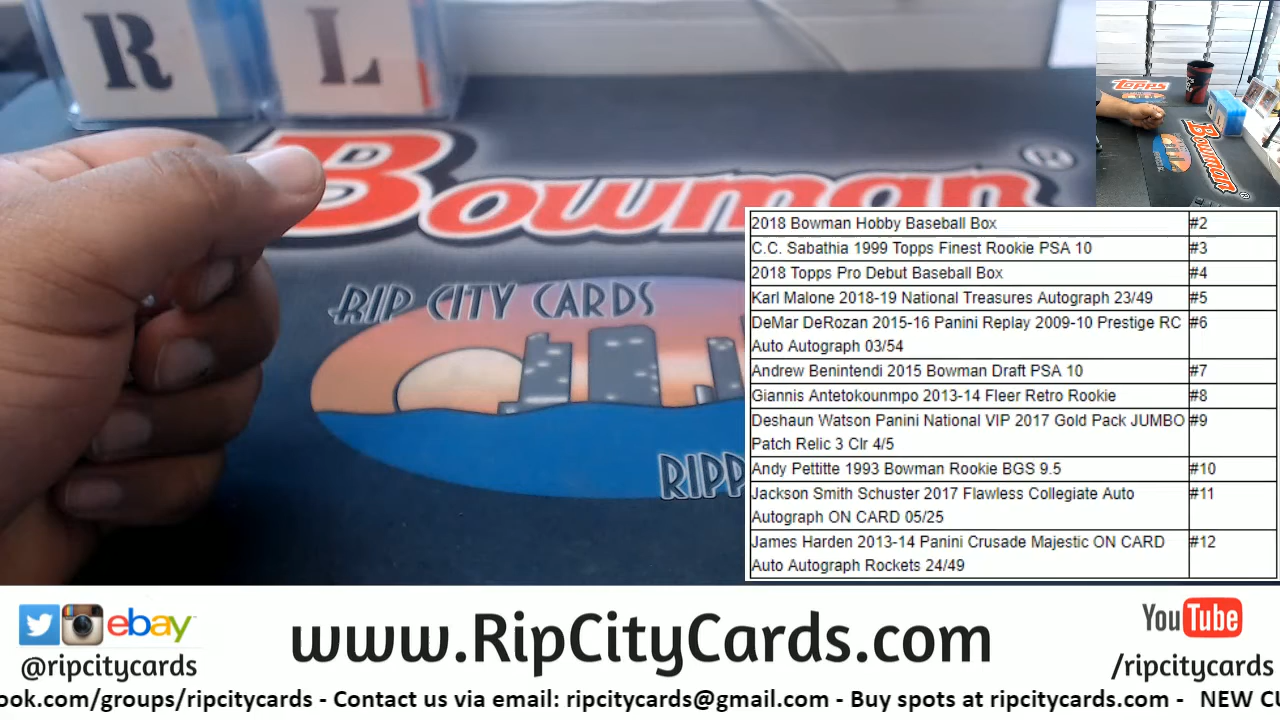 R L
Bowman®
RIP CITY CARDS
RIPP
Topps
Bowman®
2018 Bowman Hobby Baseball Box #2
C.C. Sabathia 1999 Topps Finest Rookie PSA 10 #3
2018 Topps Pro Debut Baseball Box #4
Karl Malone 2018-19 National Treasures Autograph 23/49 #5
DeMar DeRozan 2015-16 Panini Replay 2009-10 Prestige RC #6
Auto Autograph 03/54
Andrew Benintendi 2015 Bowman Draft PSA 10 #7
Giannis Antetokounmpo 2013-14 Fleer Retro Rookie #8
Deshaun Watson Panini National VIP 2017 Gold Pack JUMBO #9
Patch Relic 3 Clr 4/5
Andy Pettitte 1993 Bowman Rookie BGS 9.5 #10
Jackson Smith Schuster 2017 Flawless Collegiate Auto #11
Autograph ON CARD 05/25
James Harden 2013-14 Panini Crusade Majestic ON CARD #12
Auto Autograph Rockets 24/49
ebay
@ripcitycards
www.RipCityCards.com
YouTube
/ripcitycards
ook.com/groups/ripcitycards - Contact us via email: ripcitycards@gmail.com - Buy spots at ripcitycards.com - NEW CU